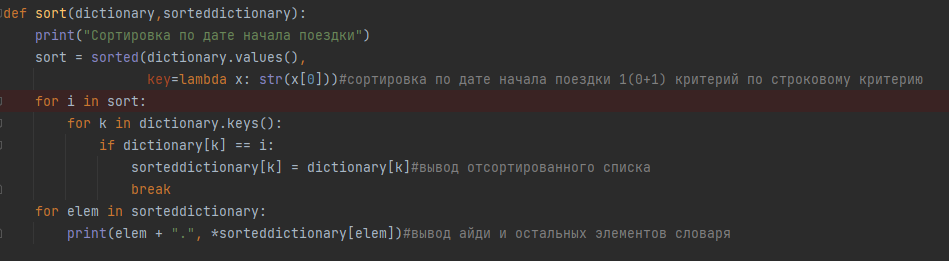 def sort(dictionary,sorteddictionary):
    print("Сортировка по дате начала поездки")
    sort = sorted(dictionary.values(),
                  key=lambda x: str(x[0]))#сортировка по дате начала поездки 1(0+1) критерий по строковому критерию
    for i in sort:
        for k in dictionary.keys():
            if dictionary[k] == i:
                sorteddictionary[k] = dictionary[k]#вывод отсортированного списка
                break
    for elem in sorteddictionary:
        print(elem + ".", *sorteddictionary[elem])#вывод айди и остальных элементов словаря